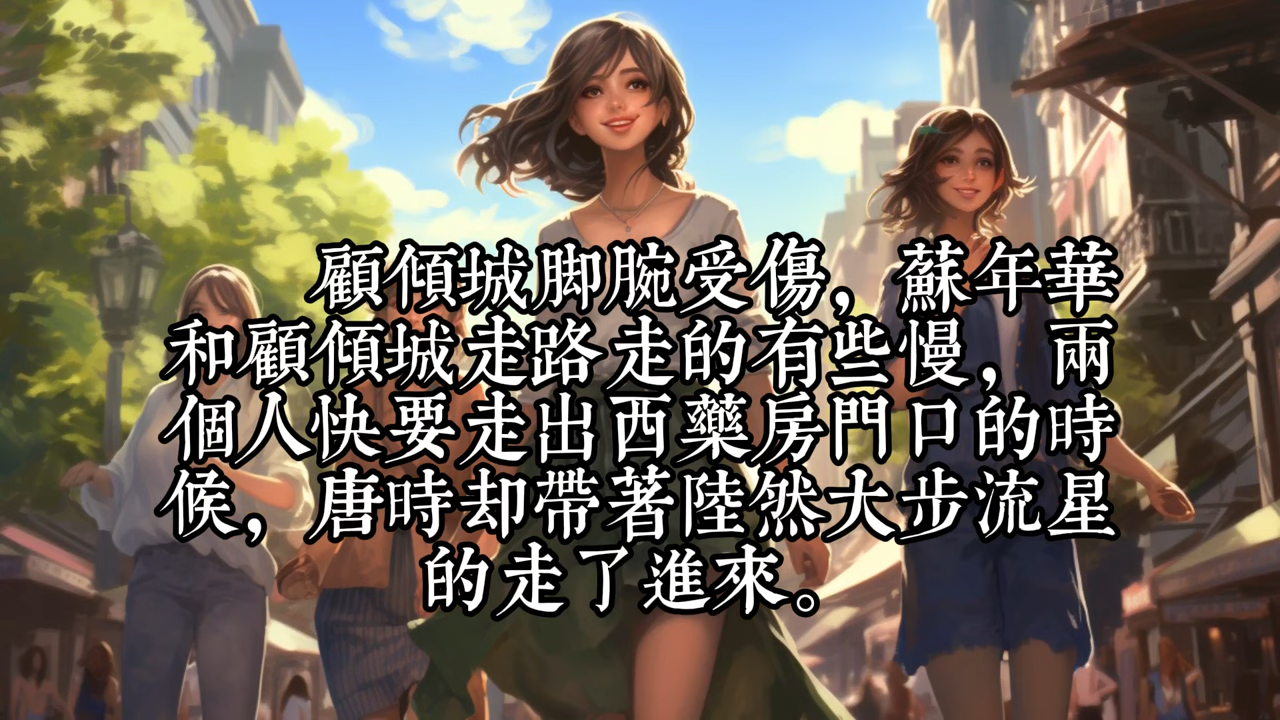 顧傾城脚腕受傷，蘇年華
和顧傾城走路走的有些慢，兩
個人快要走出西藥房門口的時
候，唐時却帶著陸然大步流星
的走了進來。